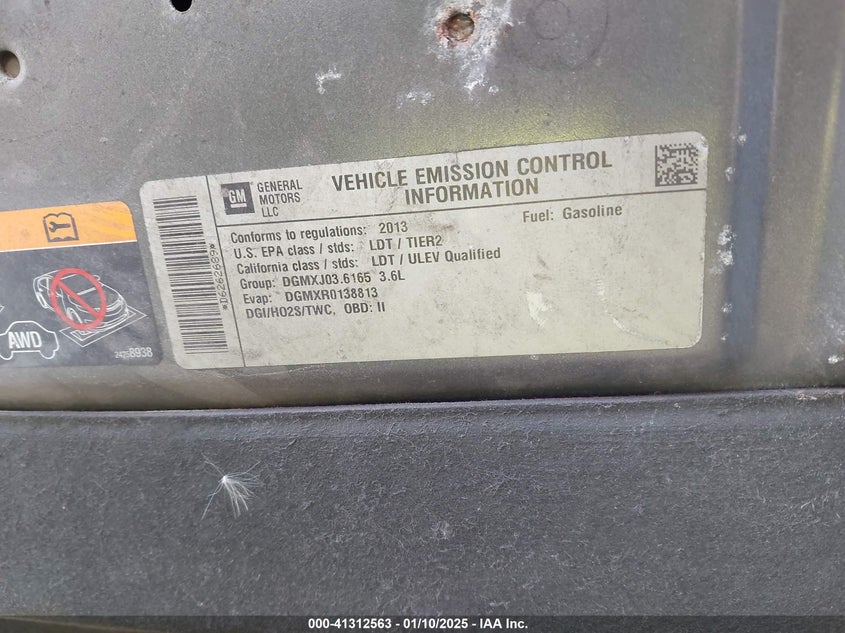 GM
GENERAL
MOTORS
LLC
VEHICLE EMISSION CONTROL
INFORMATION
Conforms to regulations: 2013
Fuel: Gasoline
U.S. EPA class / stds: LDT / TIER2
California class / stds: LDT / ULEV Qualified
Group: DGMXJ03.6165 3.6L
Evap: DGMXR0138813
DGI/HO2S/TWC, OBD: II
*D6262689*
AWD
24258938
000-41312563 - 01/10/2025 - IAA Inc.